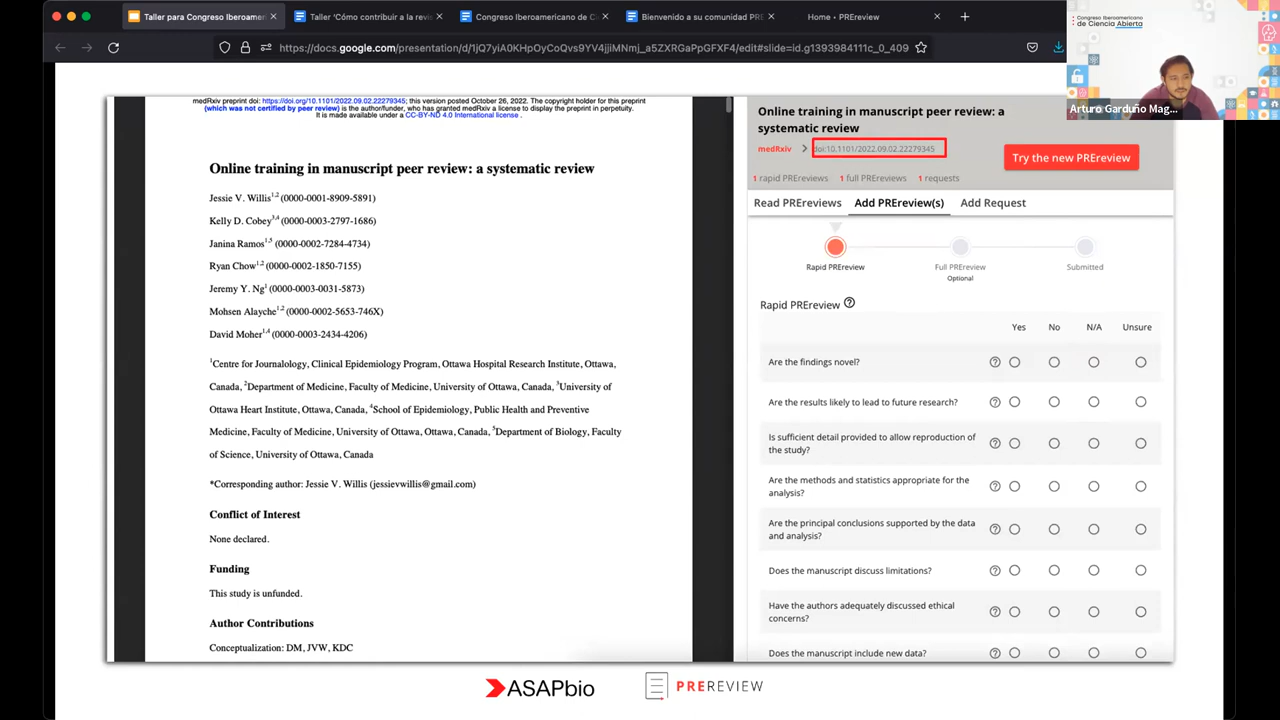 Taller para Congreso Iberoamer
Taller 'Cómo contribuir a la revis
Congreso Iberoamericano de C
Bienvenido a su comunidad PRE
Home • PREreview
https://docs.google.com/presentation/d/1jQ7yiA0KHpOyCoQvs9YV4jjiMNmj_a5ZXRGaPpGFXF4/edit#slide=id.g1393984111c_0_409
Congreso Iberoamericano
de Ciencia Abierta
Arturo Garduño Mag...
medRxiv preprint doi: https://doi.org/10.1101/2022.09.02.22279345; this version posted October 26, 2022. The copyright holder for this preprint
(which was not certified by peer review) is the author/funder, who has granted medRxiv a license to display the preprint in perpetuity.
It is made available under a CC-BY-ND 4.0 International license .
Online training in manuscript peer review: a systematic review
Jessie V. Willis1,2 (0000-0001-8909-5891)
Kelly D. Cobey3,4 (0000-0003-2797-1686)
Janina Ramos1,5 (0000-0002-7284-4734)
Ryan Chow1,2 (0000-0002-1850-7155)
Jeremy Y. Ng1 (0000-0003-0031-5873)
Mohsen Alayche1,2 (0000-0002-5653-746X)
David Moher1,4 (0000-0003-2434-4206)
1Centre for Journalology, Clinical Epidemiology Program, Ottawa Hospital Research Institute, Ottawa,
Canada, 2Department of Medicine, Faculty of Medicine, University of Ottawa, Canada, 3University of
Ottawa Heart Institute, Ottawa, Canada, 4School of Epidemiology, Public Health and Preventive
Medicine, Faculty of Medicine, University of Ottawa, Ottawa, Canada, 5Department of Biology, Faculty
of Science, University of Ottawa, Canada
*Corresponding author: Jessie V. Willis (jessievwillis@gmail.com)
Conflict of Interest
None declared.
Funding
This study is unfunded.
Author Contributions
Conceptualization: DM, JVW, KDC
Online training in manuscript peer review: a
systematic review
medRxiv > doi:10.1101/2022.09.02.22279345
Try the new PREreview
1 rapid PREreviews 1 full PREreviews 1 requests
Read PREreviews Add PREreview(s) Add Request
Rapid PREreview
Full PREreview
Optional
Submitted
Rapid PREreview ?
Yes No N/A Unsure
Are the findings novel? ?
Are the results likely to lead to future research? ?
Is sufficient detail provided to allow reproduction of
the study? ?
Are the methods and statistics appropriate for the
analysis? ?
Are the principal conclusions supported by the data
and analysis? ?
Does the manuscript discuss limitations? ?
Have the authors adequately discussed ethical
concerns? ?
Does the manuscript include new data? ?
ASAPbio
PREREVIEW